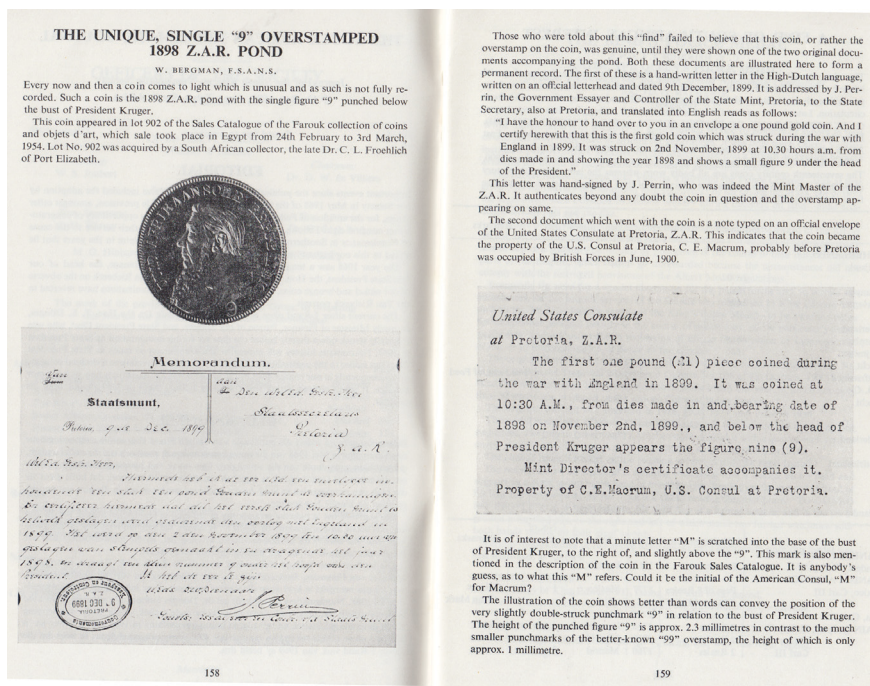 THE UNIQUE, SINGLE “9” OVERSTAMPED
1898 Z.A.R. POND
W. BERGMAN, F.S.A.N.S.
Every now and then a coin comes to light which is unusual and as such is not fully re-
corded. Such a coin is the 1898 Z.A.R. pond with the single figure “9” punched below
the bust of President Kruger.
This coin appeared in lot 902 of the Sales Catalogue of the Farouk collection of coins
and objets d’art, which sale took place in Egypt from 24th February to 3rd March,
1954. Lot No. 902 was acquired by a South African collector, the late Dr. C. L. Froehlich
of Port Elizabeth.
Memorandum.
aan
Staatsmunt,
Staatssecretaris
9 de Dec. 1899
Pretoria
Z. A. R.
1899.
1898.
J. Perrin
9 DEC 1899
158
Those who were told about this “find” failed to believe that this coin, or rather the
overstamp on the coin, was genuine, until they were shown one of the two original docu-
ments accompanying the pond. Both these documents are illustrated here to form a
permanent record. The first of these is a hand-written letter in the High-Dutch language,
written on an official letterhead and dated 9th December, 1899. It is addressed by J. Per-
rin, the Government Essayer and Controller of the State Mint, Pretoria, to the State
Secretary, also at Pretoria, and translated into English reads as follows:
“I have the honour to hand over to you in an envelope a one pound gold coin. And I
certify herewith that this is the first gold coin which was struck during the war with
England in 1899. It was struck on 2nd November, 1899 at 10.30 hours a.m. from
dies made in and showing the year 1898 and shows a small figure 9 under the head
of the President.”
This letter was hand-signed by J. Perrin, who was indeed the Mint Master of the
Z.A.R. It authenticates beyond any doubt the coin in question and the overstamp ap-
pearing on same.
The second document which went with the coin is a note typed on an official envelope
of the United States Consulate at Pretoria, Z.A.R. This indicates that the coin became
the property of the U.S. Consul at Pretoria, C. E. Macrum, probably before Pretoria
was occupied by British Forces in June, 1900.
United States Consulate
at Pretoria, Z.A.R.
The first one pound (£1) piece coined during
the war with England in 1899. It was coined at
10:30 A.M., from dies made in and bearing date of
1898 on November 2nd, 1899., and below the head of
President Kruger appears the figure nine (9).
Mint Director's certificate accompanies it.
Property of C.E.Macrum, U.S. Consul at Pretoria.
It is of interest to note that a minute letter “M” is scratched into the base of the bust
of President Kruger, to the right of, and slightly above the “9”. This mark is also men-
tioned in the description of the coin in the Farouk Sales Catalogue. It is anybody’s
guess, as to what this “M” refers. Could it be the initial of the American Consul, “M”
for Macrum?
The illustration of the coin shows better than words can convey the position of the
very slightly double-struck punchmark “9” in relation to the bust of President Kruger.
The height of the punched figure “9” is approx. 2.3 millimetres in contrast to the much
smaller punchmarks of the better-known “99” overstamp, the height of which is only
approx. 1 millimetre.
159